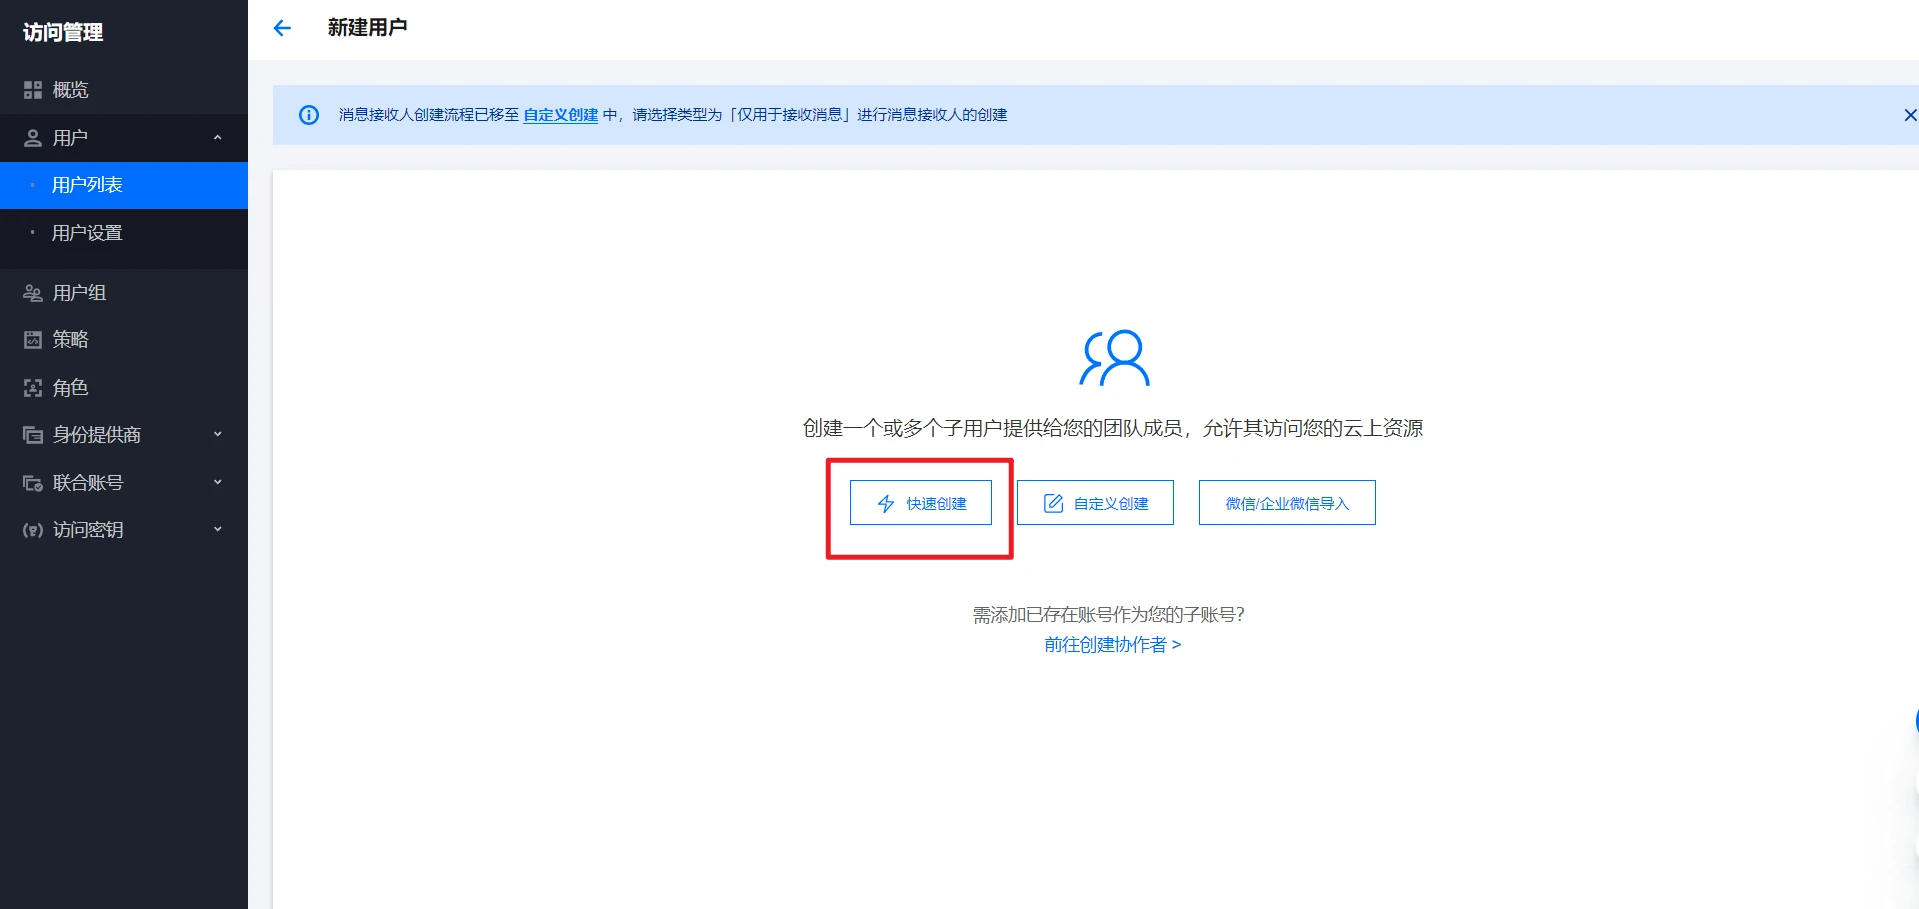 访问管理
概览
用户
用户列表
用户设置
用户组
策略
角色
身份提供商
联合账号
访问密钥
新建用户
消息接收人创建流程已移至 自定义创建 中，请选择类型为「仅用于接收消息」进行消息接收人的创建
创建一个或多个子用户提供给您的团队成员，允许其访问您的云上资源
快速创建
自定义创建
微信/企业微信导入
需添加已存在账号作为您的子账号？
前往创建协作者 >